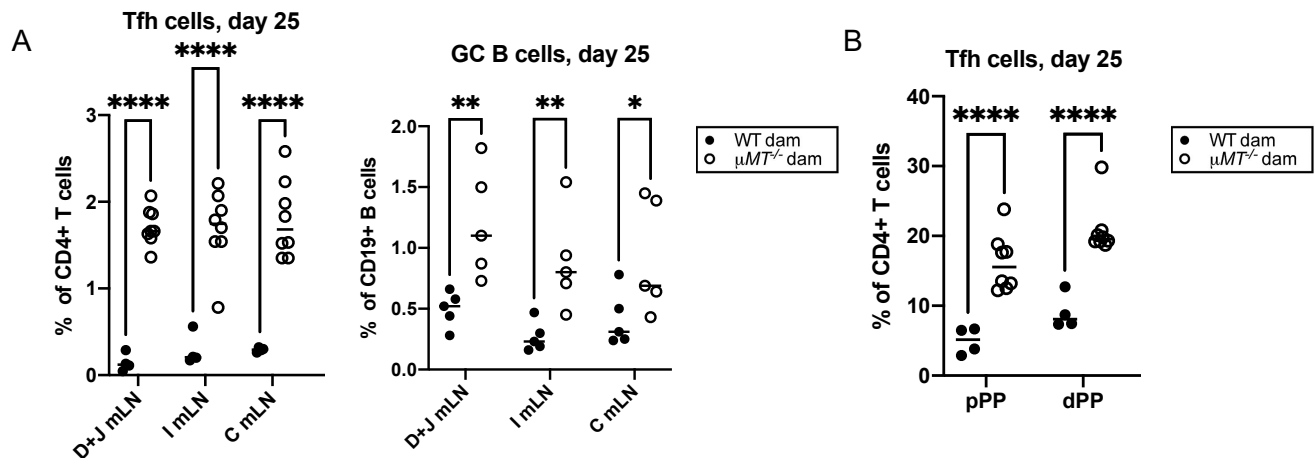 A
Tfh cells, day 25
****
****
****
% of CD4+ T cells
3
2
1
0
D+J mLN
I mLN
C mLN
GC B cells, day 25
**
**
*
% of CD19+ B cells
2.0
1.5
1.0
0.5
0.0
D+J mLN
I mLN
C mLN
WT dam
µMT-/- dam
B
Tfh cells, day 25
****
****
% of CD4+ T cells
40
30
20
10
0
pPP
dPP
WT dam
µMT-/- dam